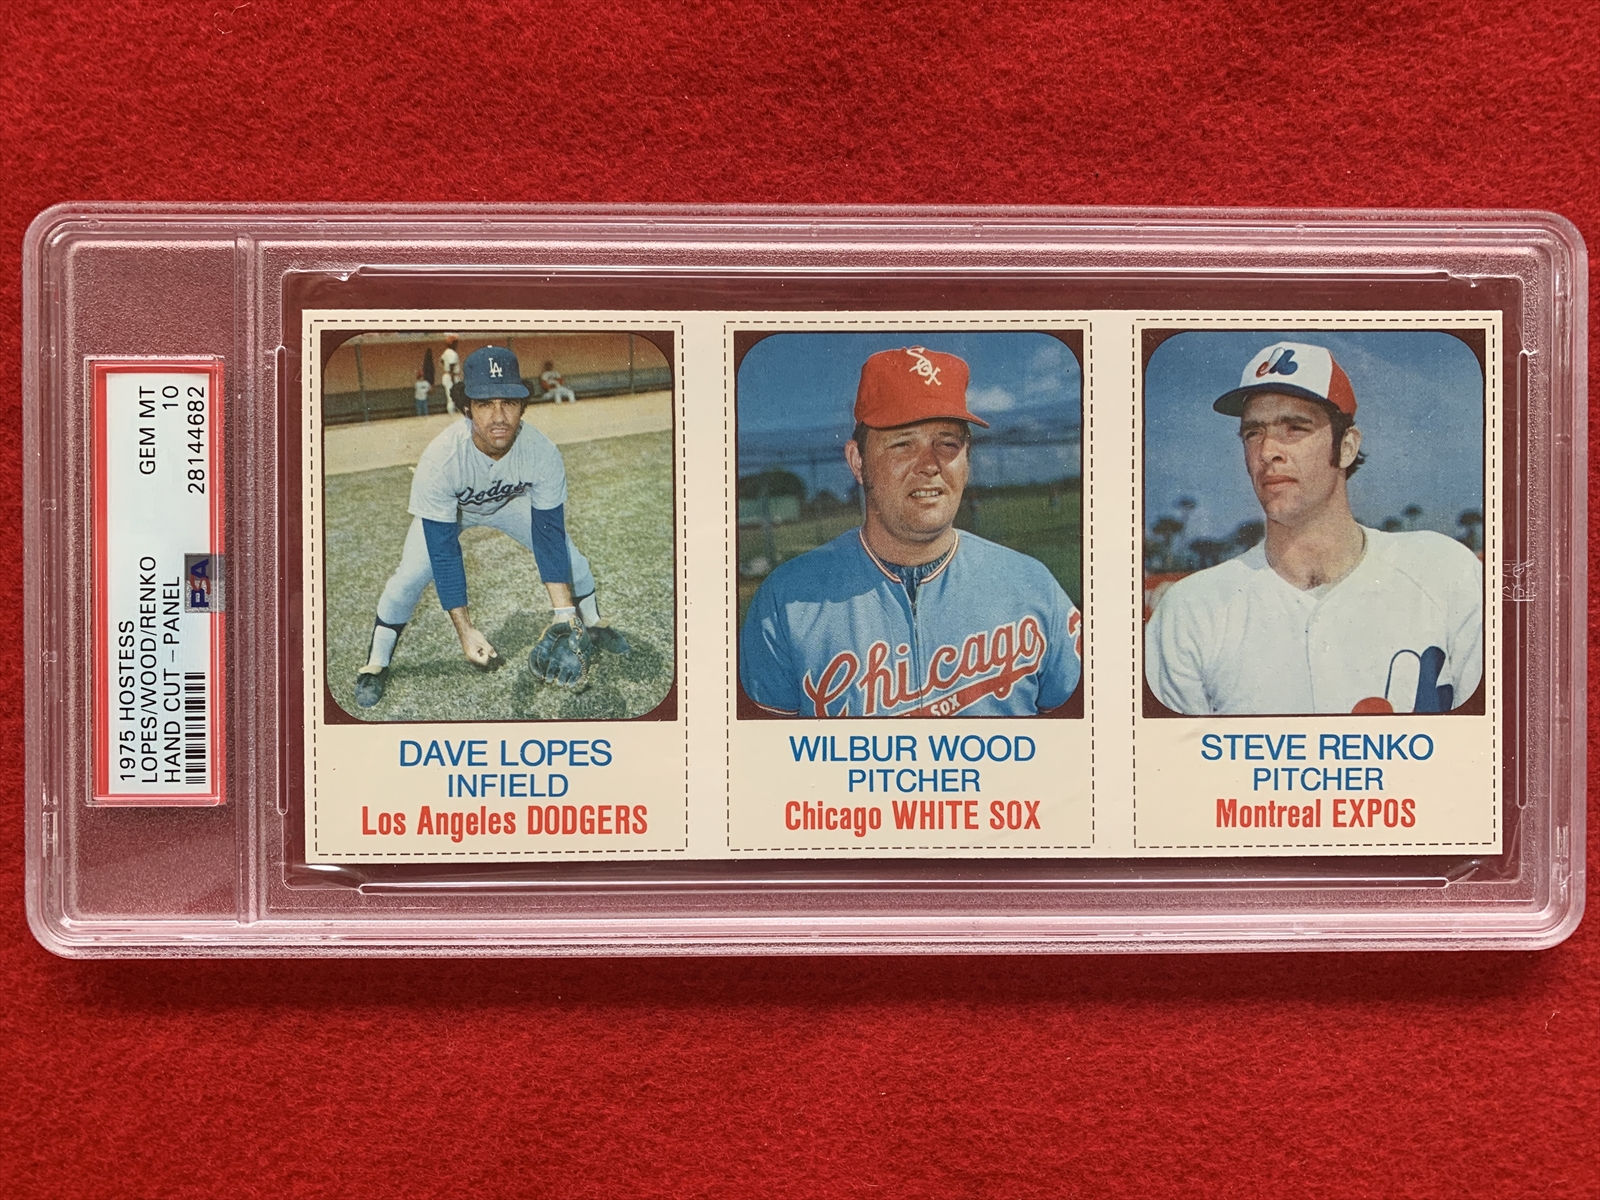 1975 HOSTESS
LOPES/WOOD/RENKO
HAND CUT - PANEL
GEM MT
10
28144682
PSA
LA
Dodgers
DAVE LOPES
INFIELD
Los Angeles DODGERS
SOX
Chicago
SOX
WILBUR WOOD
PITCHER
Chicago WHITE SOX
STEVE RENKO
PITCHER
Montreal EXPOS